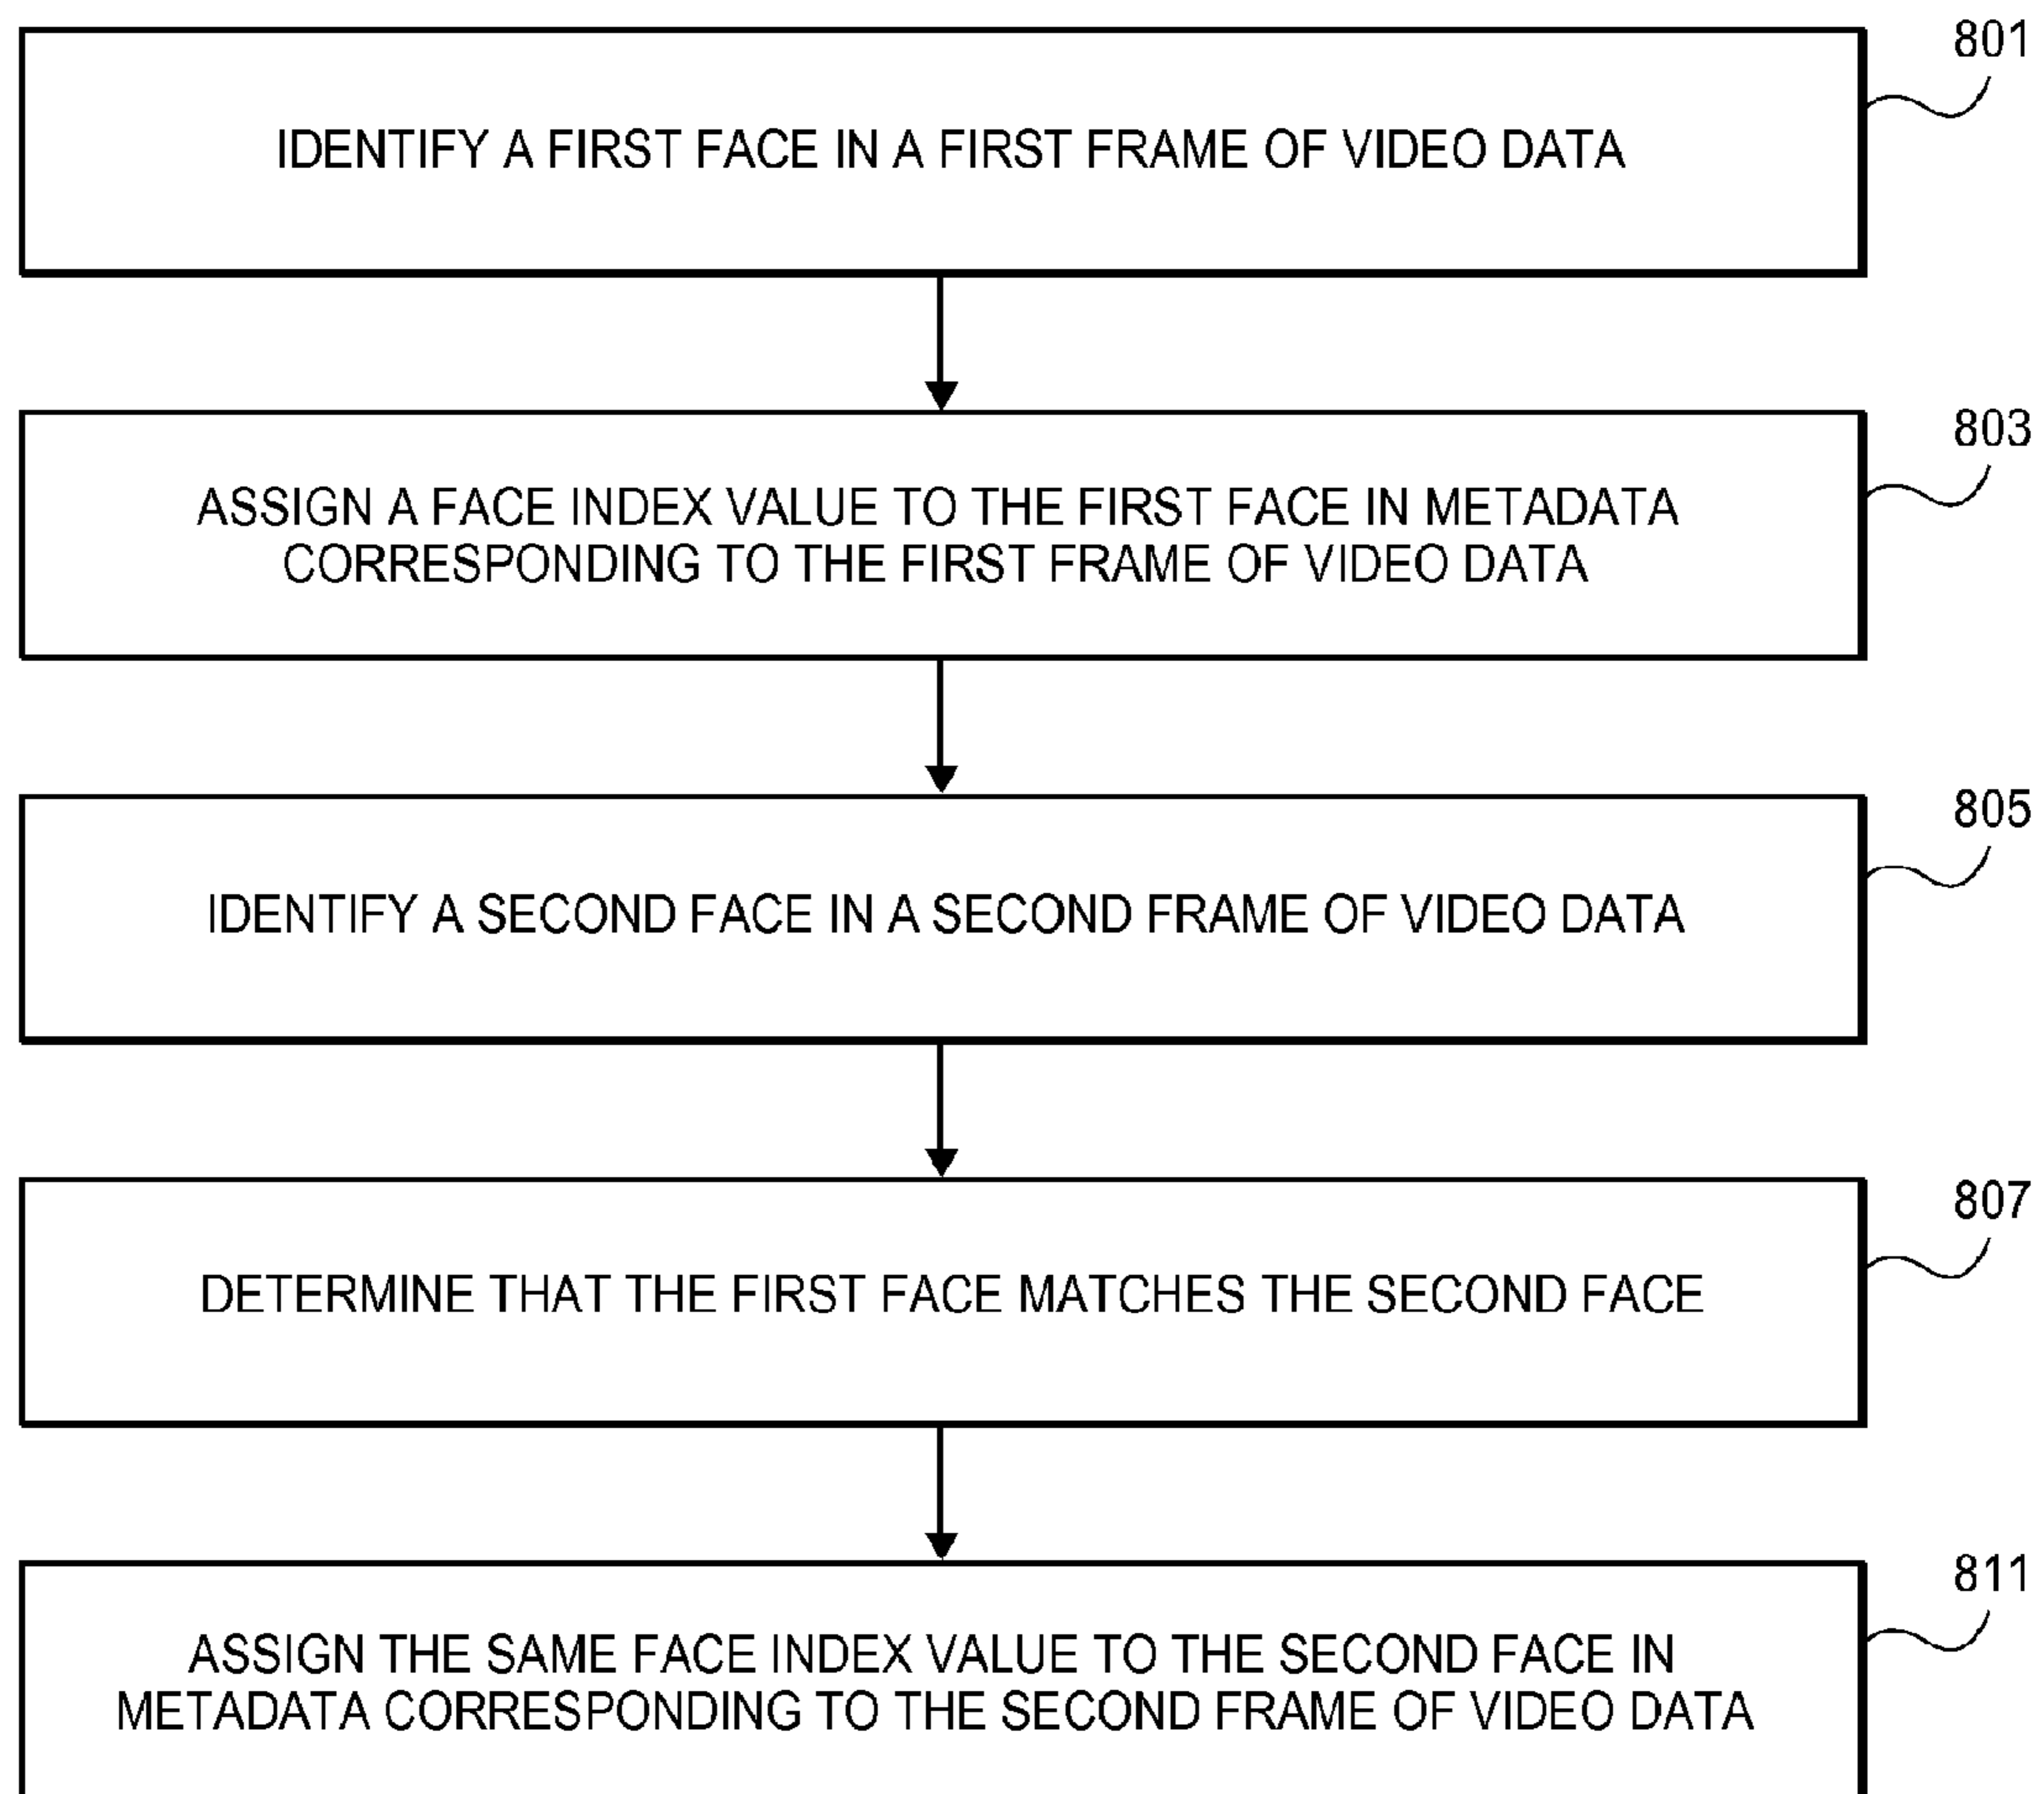 801
IDENTIFY A FIRST FACE IN A FIRST FRAME OF VIDEO DATA
803
ASSIGN A FACE INDEX VALUE TO THE FIRST FACE IN METADATA
CORRESPONDING TO THE FIRST FRAME OF VIDEO DATA
805
IDENTIFY A SECOND FACE IN A SECOND FRAME OF VIDEO DATA
807
DETERMINE THAT THE FIRST FACE MATCHES THE SECOND FACE
811
ASSIGN THE SAME FACE INDEX VALUE TO THE SECOND FACE IN
METADATA CORRESPONDING TO THE SECOND FRAME OF VIDEO DATA